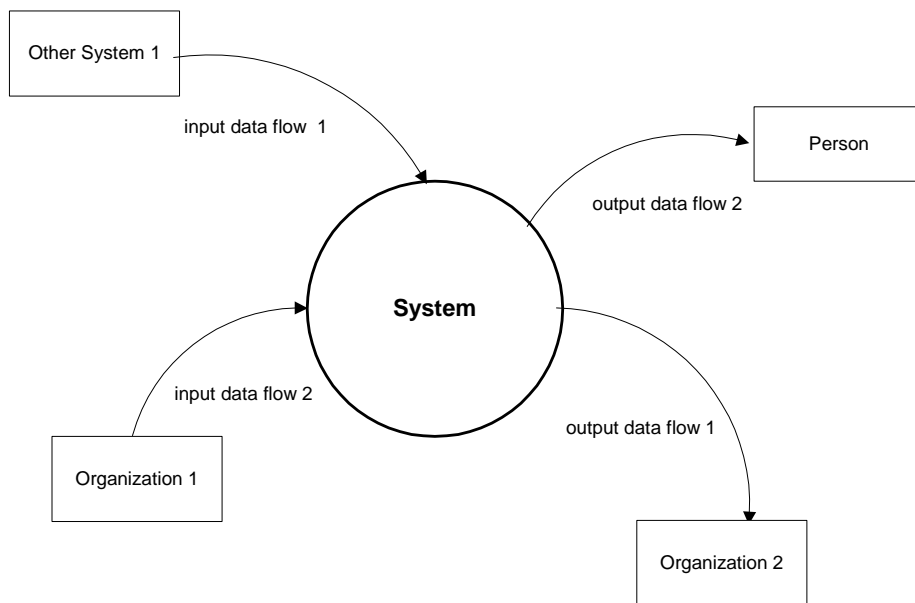 Other System 1
input data flow  1
Person
output data flow 2
System
input data flow 2
output data flow 1
Organization 1
Organization 2